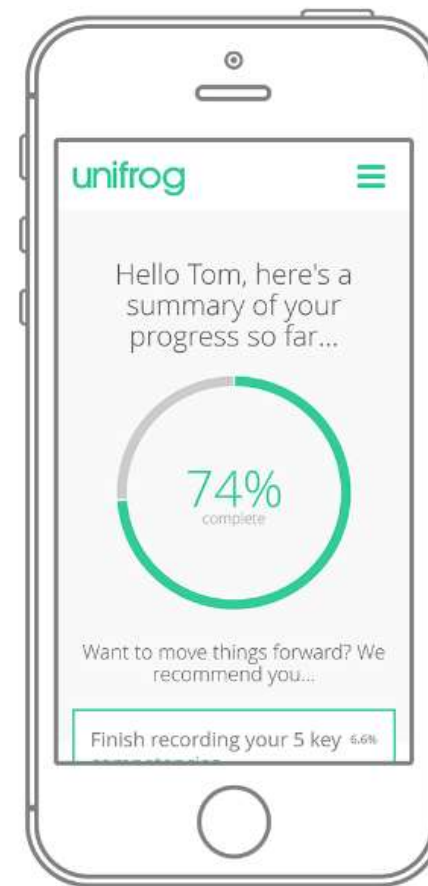 unifrog
Hello Tom, here's a
summary of your
progress so far...
74%
complete
Want to move things forward? We
recommend you...
Finish recording your 5 key 6.6%